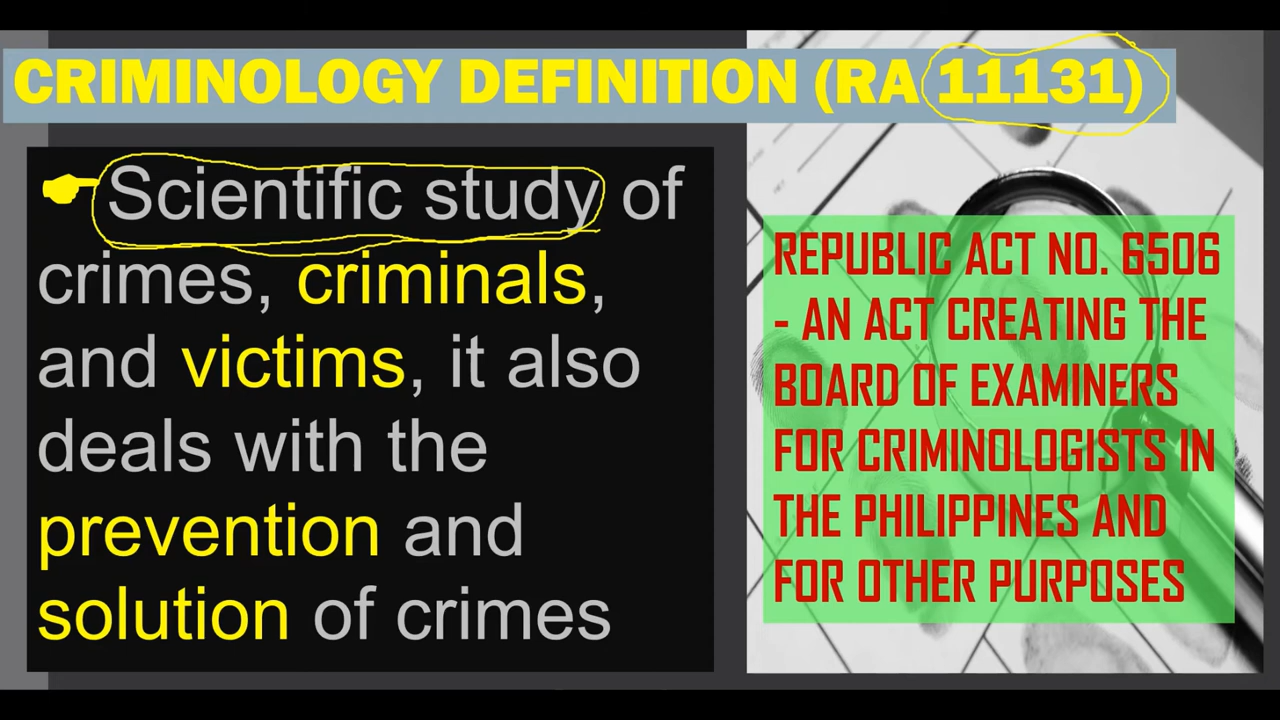 CRIMINOLOGY DEFINITION (RA 11131)
Scientific study of
crimes, criminals,
and victims, it also
deals with the
prevention and
solution of crimes
REPUBLIC ACT NO. 6506
- AN ACT CREATING THE
BOARD OF EXAMINERS
FOR CRIMINOLOGISTS IN
THE PHILIPPINES AND
FOR OTHER PURPOSES